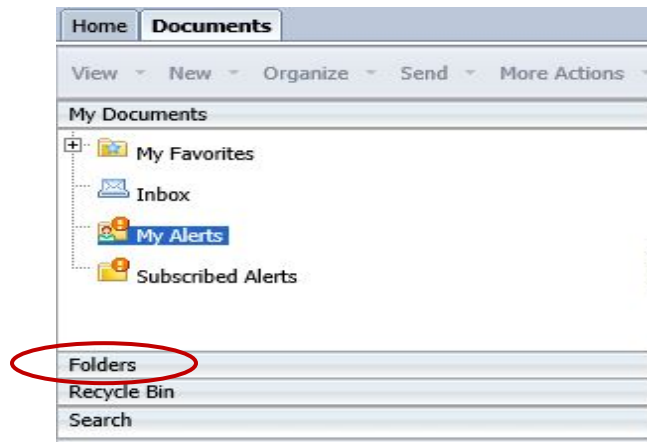 Home Documents
View New Organize Send More Actions
My Documents
My Favorites
Inbox
My Alerts
Subscribed Alerts
Folders
Recycle Bin
Search